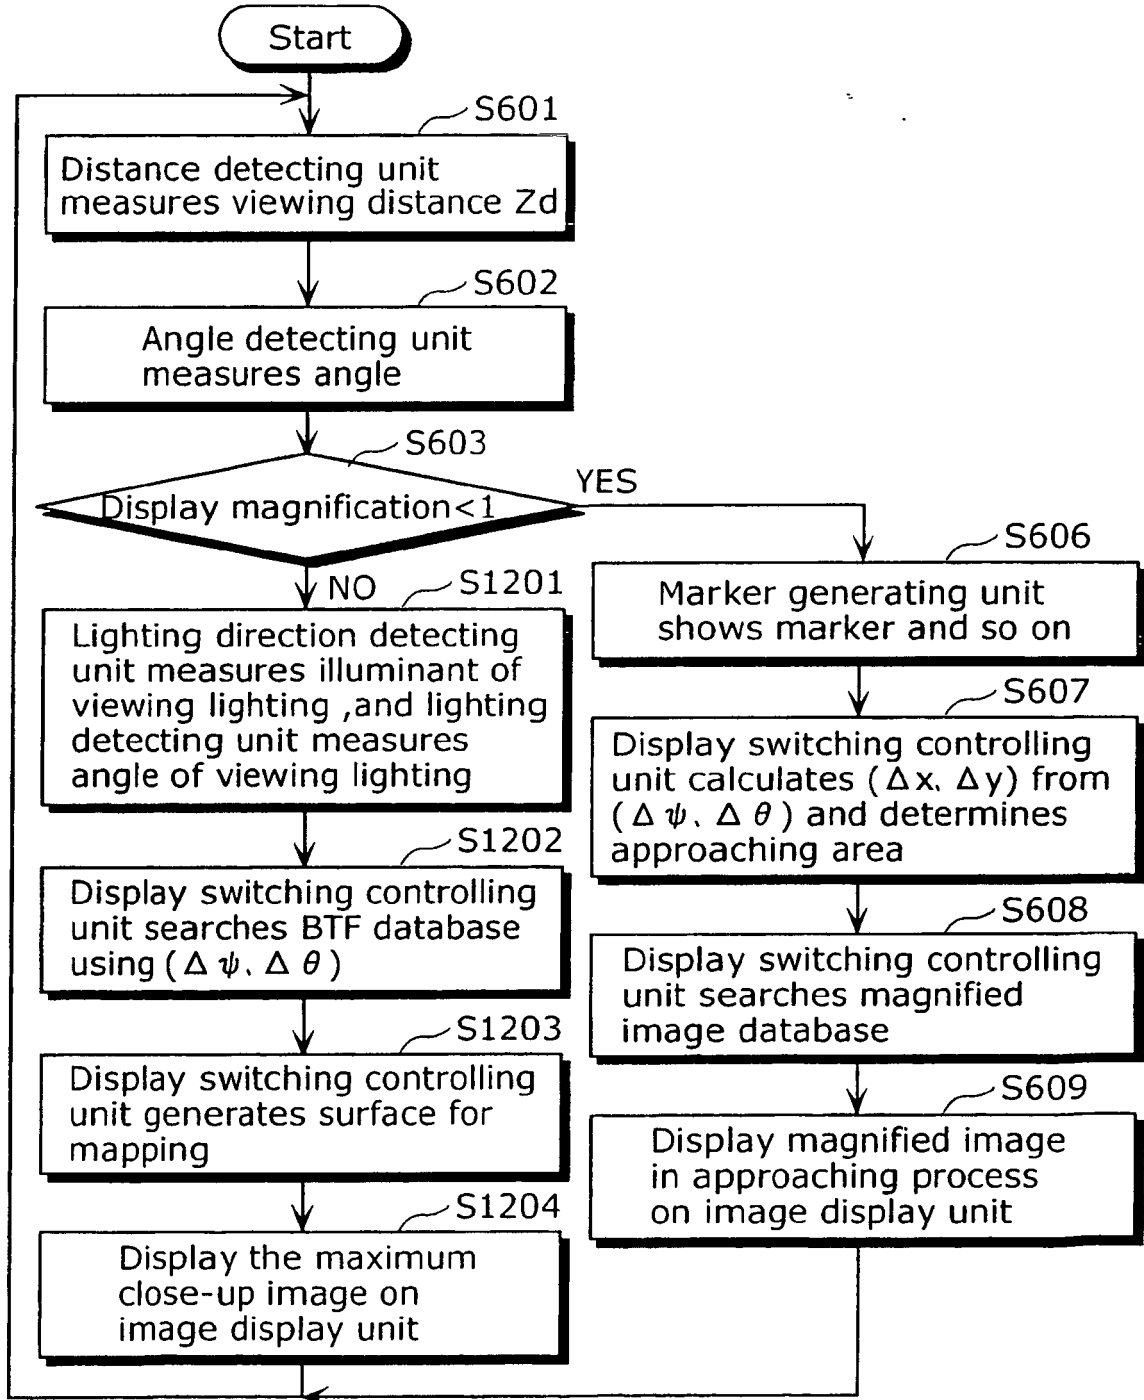 Start
S601
Distance detecting unit
measures viewing distance Zd
S602
Angle detecting unit
measures angle
S603
Display magnification<1
YES
NO
S1201
Lighting direction detecting
unit measures illuminant of
viewing lighting ,and lighting
detecting unit measures
angle of viewing lighting
S1202
Display switching controlling
unit searches BTF database
using (Δψ、Δθ)
S1203
Display switching controlling
unit generates surface for
mapping
S1204
Display the maximum
close-up image on
image display unit
S606
Marker generating unit
shows marker and so on
S607
Display switching controlling
unit calculates (Δx、Δy) from
(Δψ、Δθ) and determines
approaching area
S608
Display switching controlling
unit searches magnified
image database
S609
Display magnified image
in approaching process
on image display unit